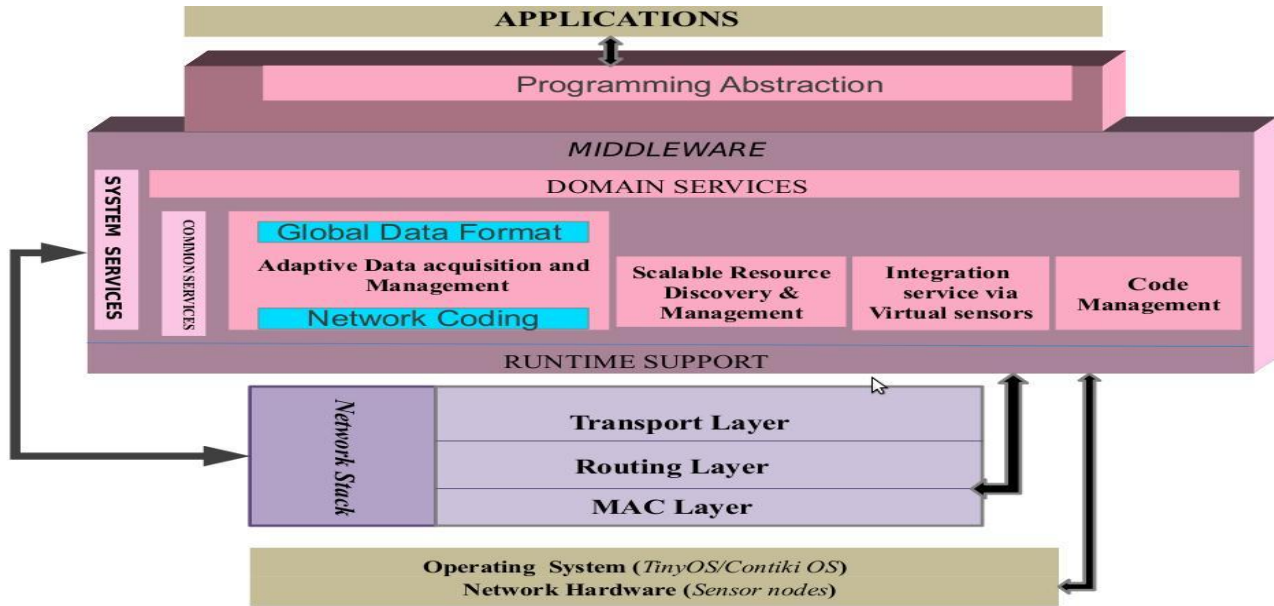 APPLICATIONS
Programming Abstraction
MIDDLEWARE
SYSTEM SERVICES
DOMAIN SERVICES
COMMON SERVICES
Global Data Format
Adaptive Data acquisition and
Management
Network Coding
Scalable Resource
Discovery &
Management
Integration
service via
Virtual sensors
Code
Management
RUNTIME SUPPORT
Network Stack
Transport Layer
Routing Layer
MAC Layer
Operating System (TinyOS/Contiki OS)
Network Hardware (Sensor nodes)